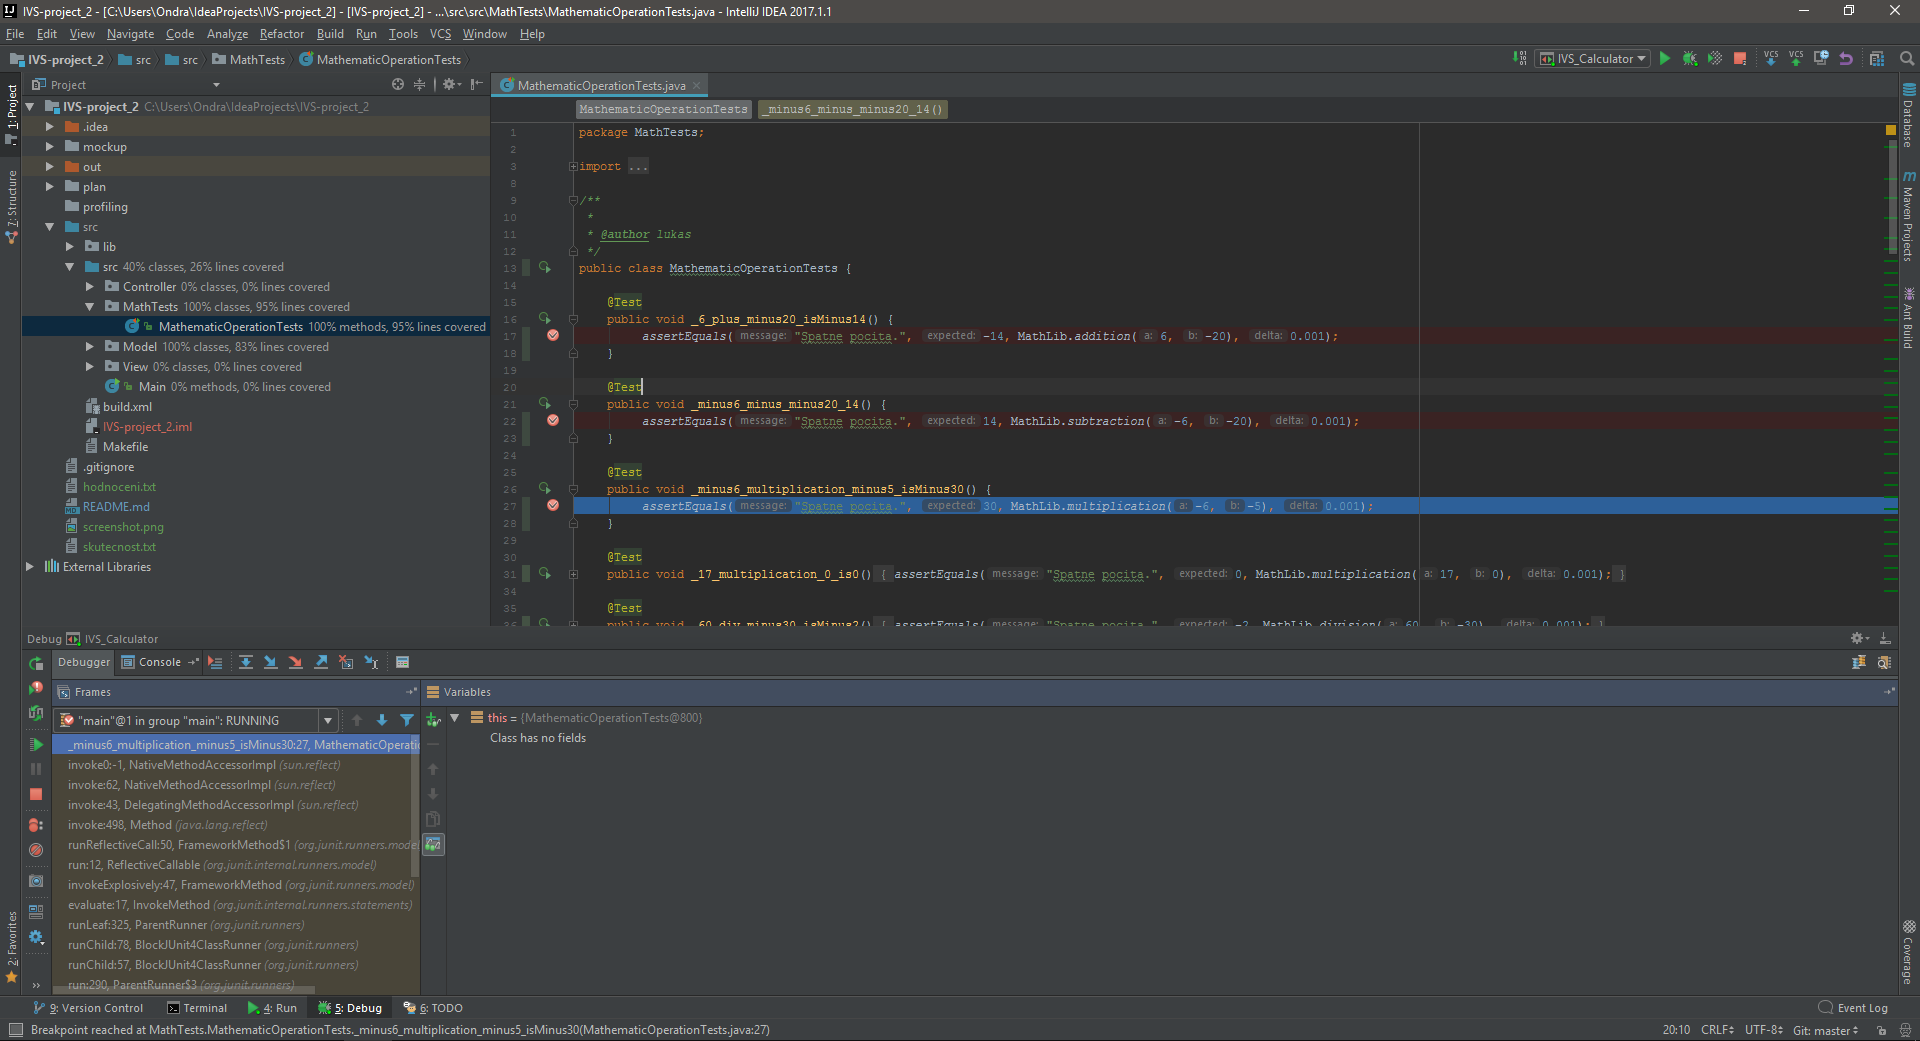 IVS-project_2 - [C:\Users\Ondra\IdeaProjects\IVS-project_2] - [IVS-project_2] - ...\src\src\MathTests\MathematicOperationTests.java - IntelliJ IDEA 2017.1.1
File Edit View Navigate Code Analyze Refactor Build Run Tools VCS Window Help
IVS-project_2 src src MathTests MathematicOperationTests
IVS_Calculator
VCS VCS
1: Project
7: Structure
2: Favorites
Project
IVS-project_2 C:\Users\Ondra\IdeaProjects\IVS-project_2
.idea
mockup
out
plan
profiling
src
lib
src 40% classes, 26% lines covered
Controller 0% classes, 0% lines covered
MathTests 100% classes, 95% lines covered
MathematicOperationTests 100% methods, 95% lines covered
Model 100% classes, 83% lines covered
View 0% classes, 0% lines covered
Main 0% methods, 0% lines covered
build.xml
IVS-project_2.iml
Makefile
.gitignore
hodnoceni.txt
README.md
screenshot.png
skutecnost.txt
External Libraries
MathematicOperationTests.java
MathematicOperationTests _minus6_minus_minus20_14()
1 package MathTests;
2
3 import ...
8
9 /**
10 *
11 * @author lukas
12 */
13 public class MathematicOperationTests {
14
15 @Test
16 public void _6_plus_minus20_isMinus14() {
17 assertEquals( message: "Spatne pocita.", expected: -14, MathLib.addition( a: 6, b: -20), delta: 0.001);
18 }
19
20 @Test
21 public void _minus6_minus_minus20_14() {
22 assertEquals( message: "Spatne pocita.", expected: 14, MathLib.subtraction( a: -6, b: -20), delta: 0.001);
23 }
24
25 @Test
26 public void _minus6_multiplication_minus5_isMinus30() {
27 assertEquals( message: "Spatne pocita.", expected: 30, MathLib.multiplication( a: -6, b: -5), delta: 0.001);
28 }
29
30 @Test
31 public void _17_multiplication_0_is0() { assertEquals( message: "Spatne pocita.", expected: 0, MathLib.multiplication( a: 17, b: 0), delta: 0.001); }
34
35 @Test
36 public void _60_div_minus30_isMinus2() { assertEquals( message: "Spatne pocita.", expected: -2, MathLib.division( a: 60, b: -30), delta: 0.001); }
Database
Maven Projects
Ant Build
Coverage
Debug IVS_Calculator
Debugger Console
Frames
Variables
"main"@1 in group "main": RUNNING
this = {MathematicOperationTests@800}
Class has no fields
_minus6_multiplication_minus5_isMinus30:27, MathematicOperati
invoke0:-1, NativeMethodAccessorImpl (sun.reflect)
invoke:62, NativeMethodAccessorImpl (sun.reflect)
invoke:43, DelegatingMethodAccessorImpl (sun.reflect)
invoke:498, Method (java.lang.reflect)
runReflectiveCall:50, FrameworkMethod$1 (org.junit.runners.model
run:12, ReflectiveCallable (org.junit.internal.runners.model)
invokeExplosively:47, FrameworkMethod (org.junit.runners.model)
evaluate:17, InvokeMethod (org.junit.internal.runners.statements)
runLeaf:325, ParentRunner (org.junit.runners)
runChild:78, BlockJUnit4ClassRunner (org.junit.runners)
runChild:57, BlockJUnit4ClassRunner (org.junit.runners)
run:290, ParentRunner$3 (org.junit.runners)
9: Version Control Terminal 4: Run 5: Debug 6: TODO Event Log
Breakpoint reached at MathTests.MathematicOperationTests._minus6_multiplication_minus5_isMinus30(MathematicOperationTests.java:27)
20:10 CRLF UTF-8 Git: master